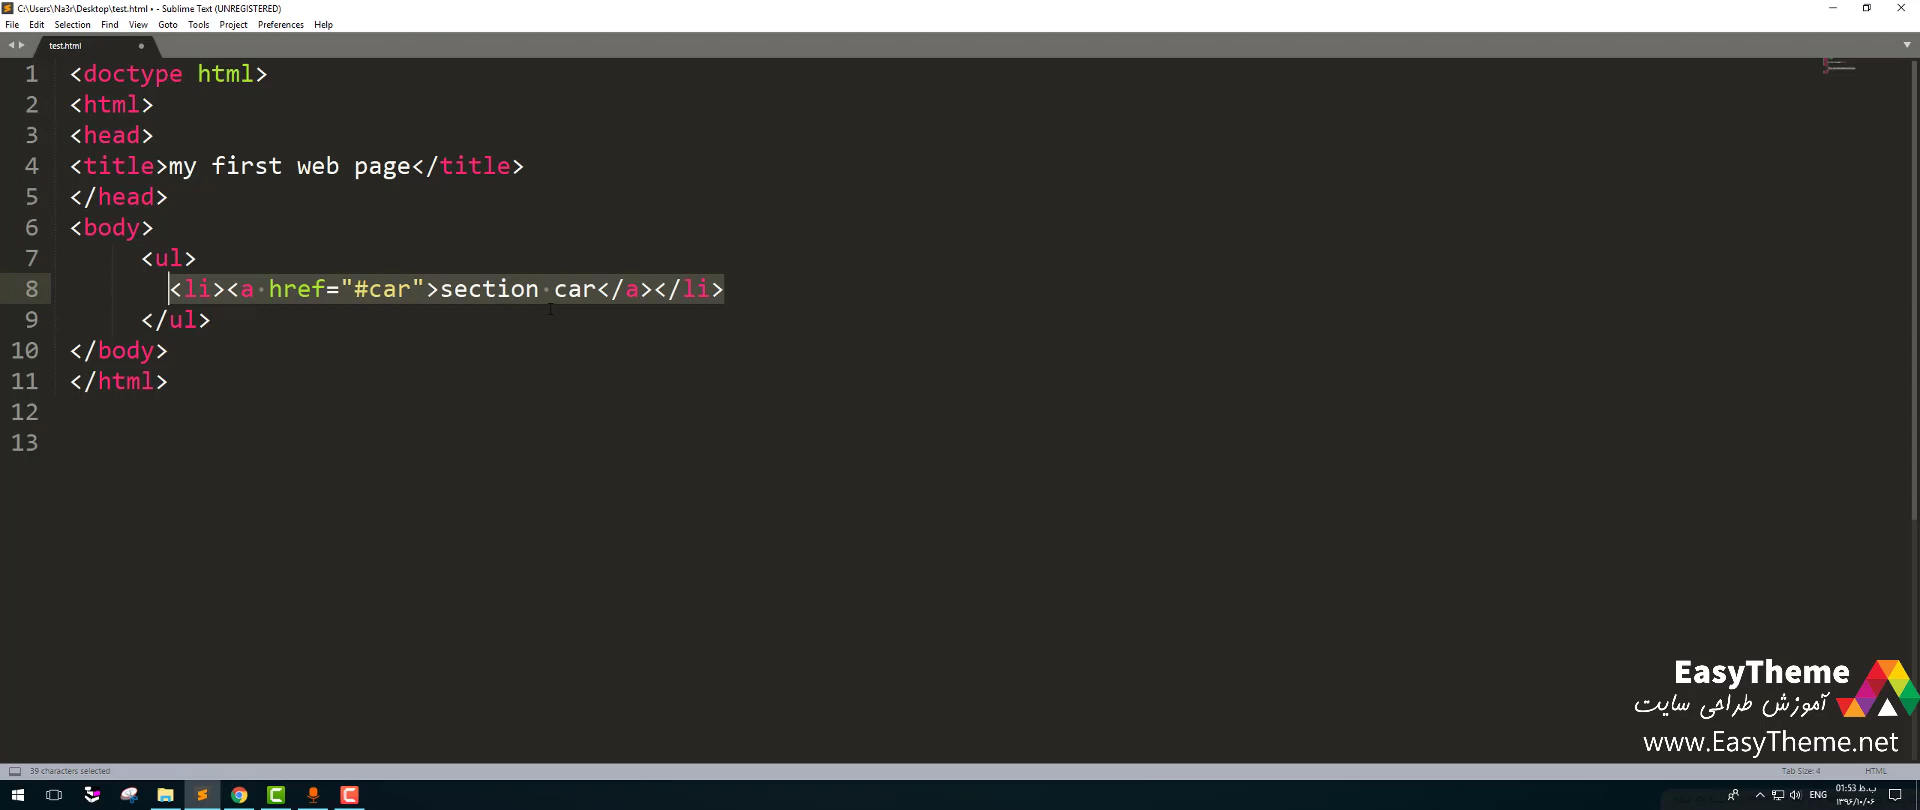 C:\Users\Na3r\Desktop\test.html • - Sublime Text (UNREGISTERED)
File Edit Selection Find View Goto Tools Project Preferences Help
test.html
1 <doctype html>
2 <html>
3 <head>
4 <title>my first web page</title>
5 </head>
6 <body>
7 <ul>
8 <li><a href="#car">section car</a></li>
9 </ul>
10 </body>
11 </html>
12
13
EasyTheme
آموزش طراحی سایت
www.EasyTheme.net
39 characters selected Tab Size: 4 HTML
ENG 01:53 ب.ظ
۱۳۹۶/۱۰/۰۶